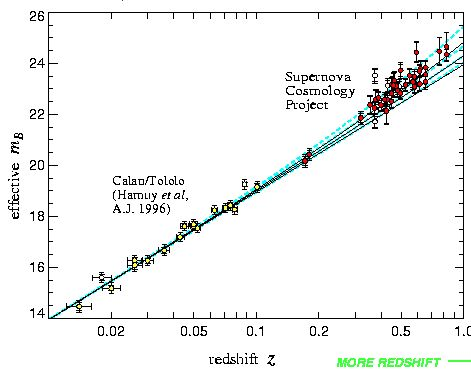 26
24
Supernova
Cosmology
Project
22
effective m_B
20
Calan/Tololo
(Hamuy et al,
A.J. 1996)
18
16
14
0.02 0.05 0.1 0.2 0.5 1.0
redshift z
MORE REDSHIFT